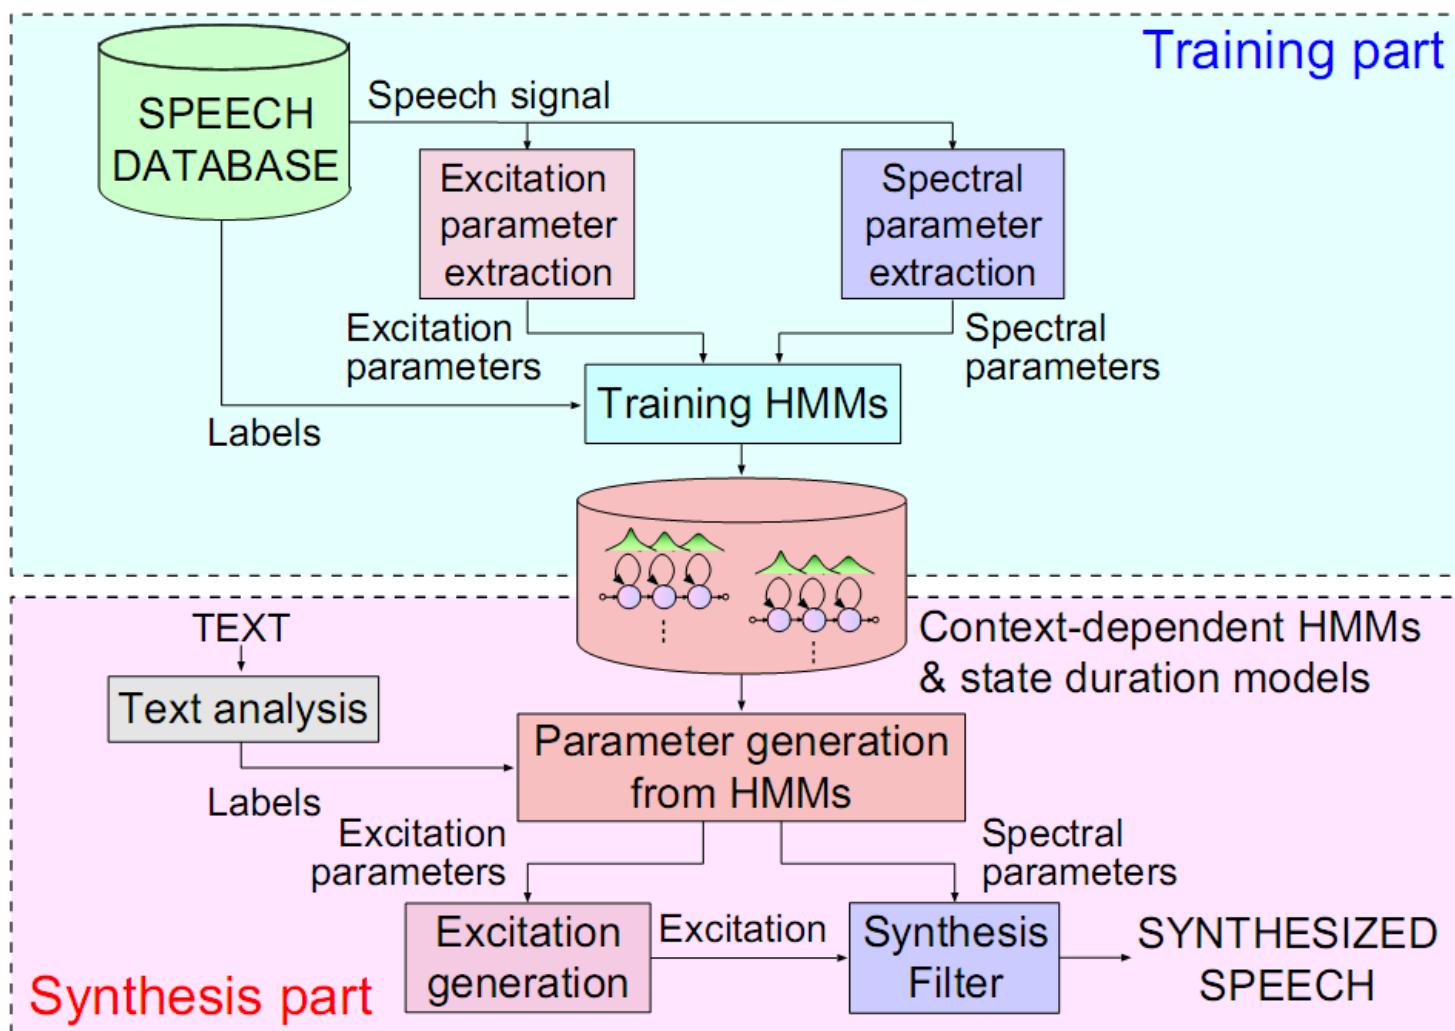 Training part
SPEECH
DATABASE
Speech signal
Excitation
parameter
extraction
Spectral
parameter
extraction
Excitation
parameters
Spectral
parameters
Training HMMs
Labels
TEXT
Context-dependent HMMs
& state duration models
Text analysis
Parameter generation
from HMMs
Labels
Excitation
parameters
Spectral
parameters
Excitation
generation
Excitation
Synthesis
Filter
SYNTHESIZED
SPEECH
Synthesis part